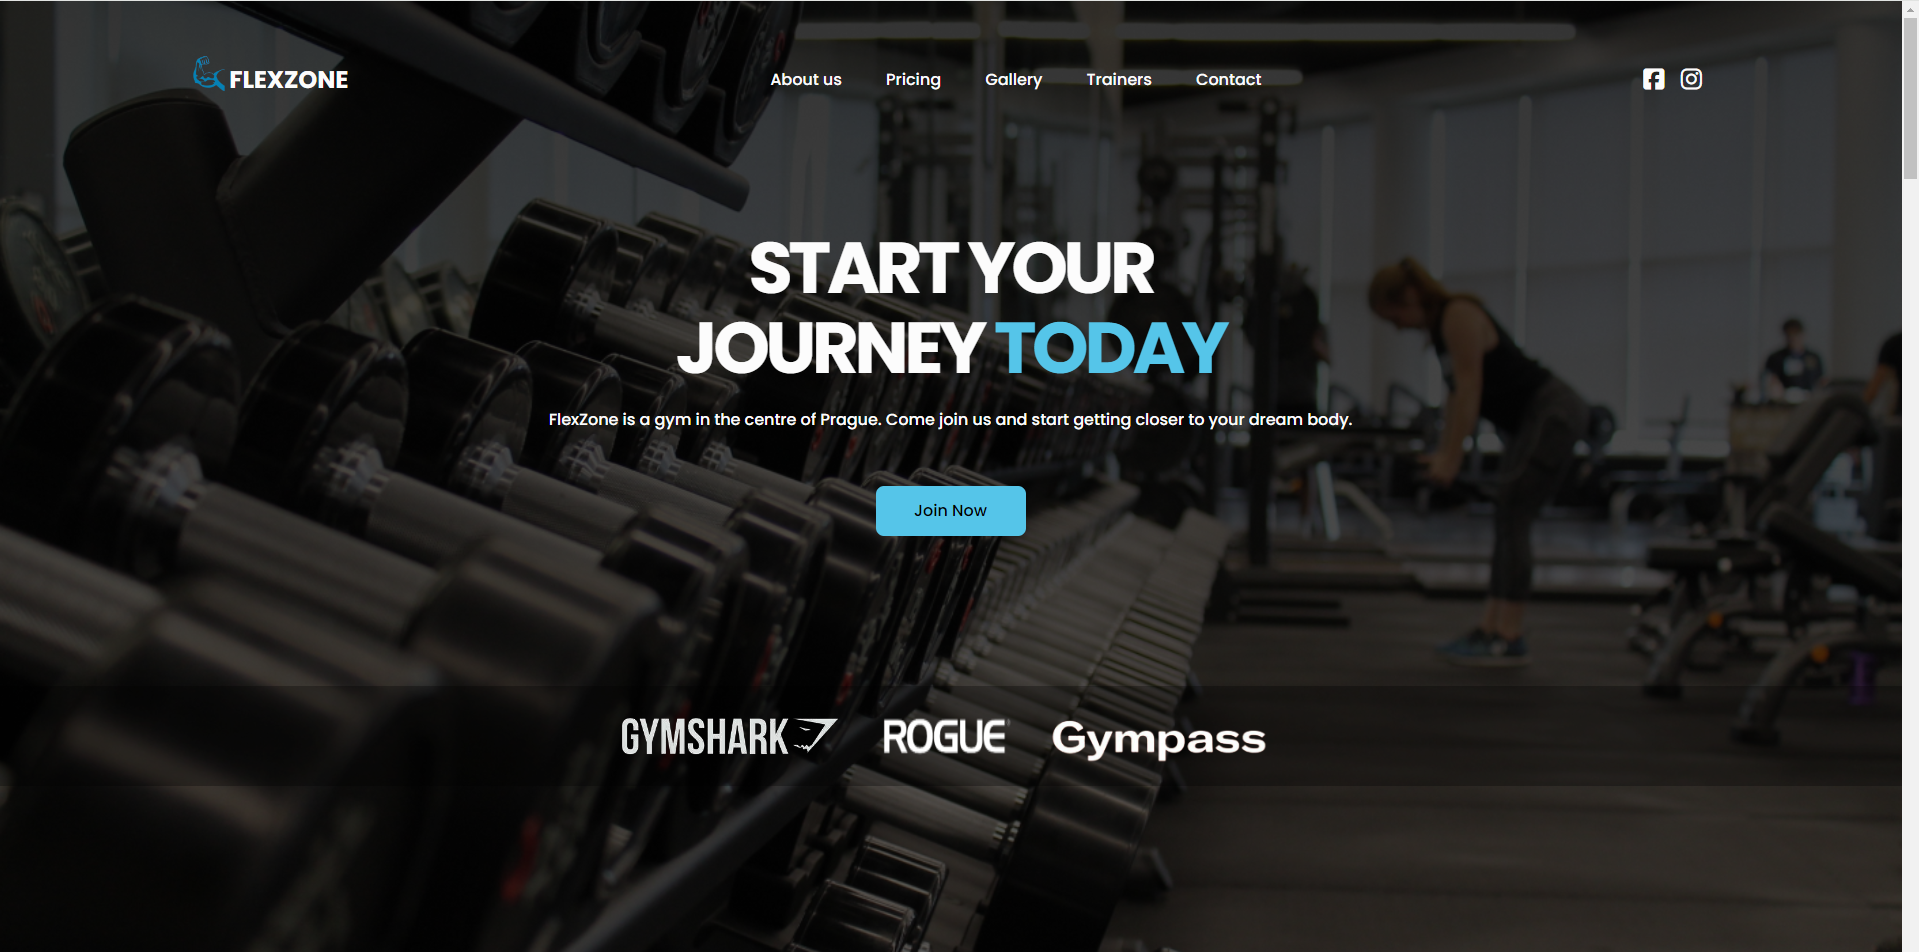 FLEXZONE
About us
Pricing
Gallery
Trainers
Contact
START YOUR
JOURNEY TODAY
FlexZone is a gym in the centre of Prague. Come join us and start getting closer to your dream body.
Join Now
GYMSHARK
ROGUE
Gympass